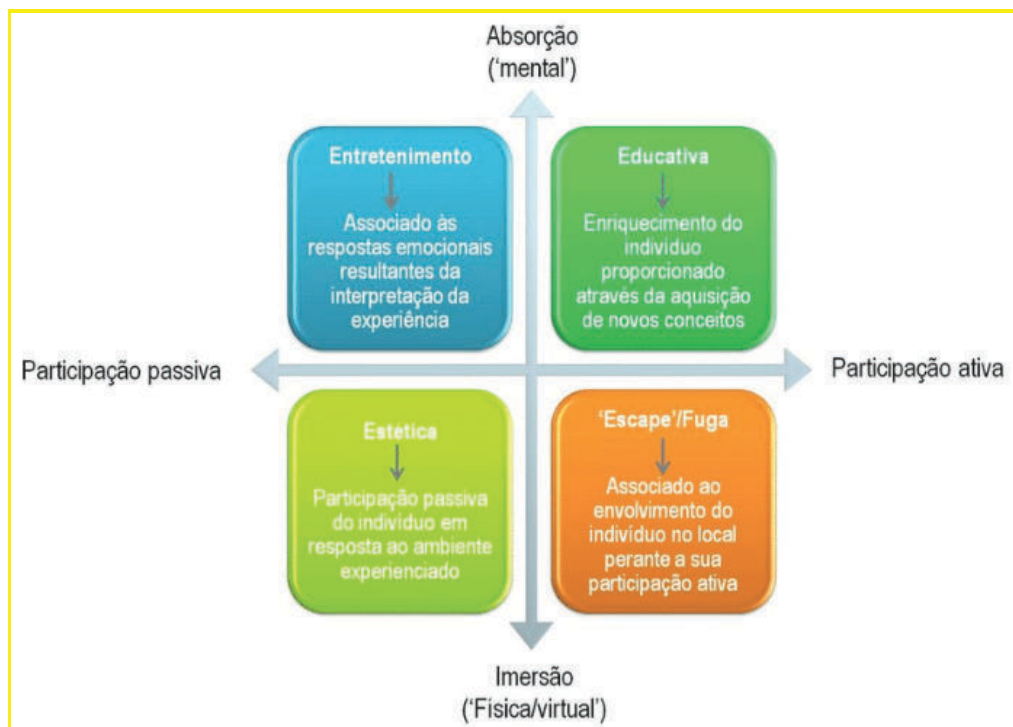 Absorção
('mental')
Entretenimento
Associado às
respostas emocionais
resultantes da
interpretação da
experiência
Educativa
Enriquecimento do
indivíduo
proporcionado
através da aquisição
de novos conceitos
Participação passiva
Participação ativa
Estética
Participação passiva
do indivíduo em
resposta ao ambiente
experienciado
'Escape'/Fuga
Associado ao
envolvimento do
indivíduo no local
perante a sua
participação ativa
Imersão
('Física/virtual')